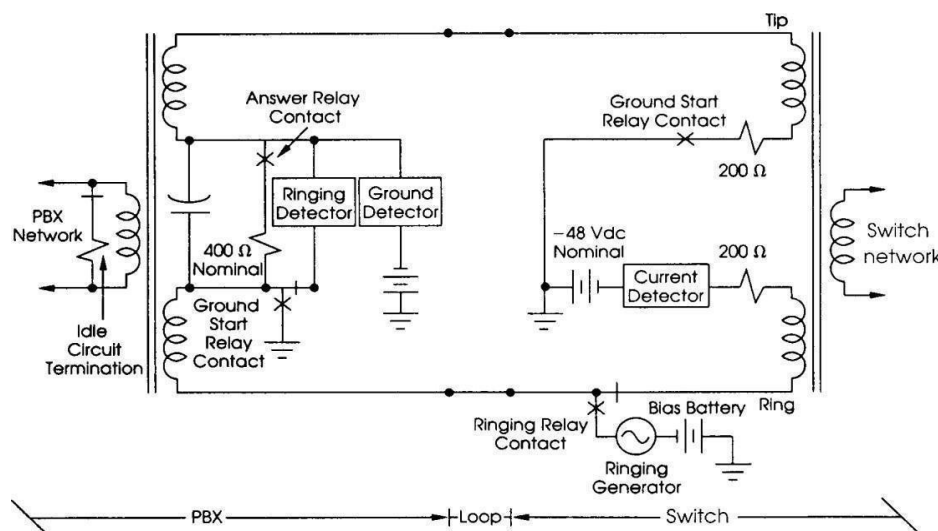 Tip
Answer Relay
Contact
Ground Start
Relay Contact
200 Ω
Ringing
Detector
Ground
Detector
PBX
Network
400 Ω
Nominal
−48 Vdc
Nominal
200 Ω
Current
Detector
Switch
network
Ground
Start
Relay
Contact
Idle
Circuit
Termination
Ring
Ringing Relay
Contact
Bias Battery
Ringing
Generator
PBX
Loop
Switch